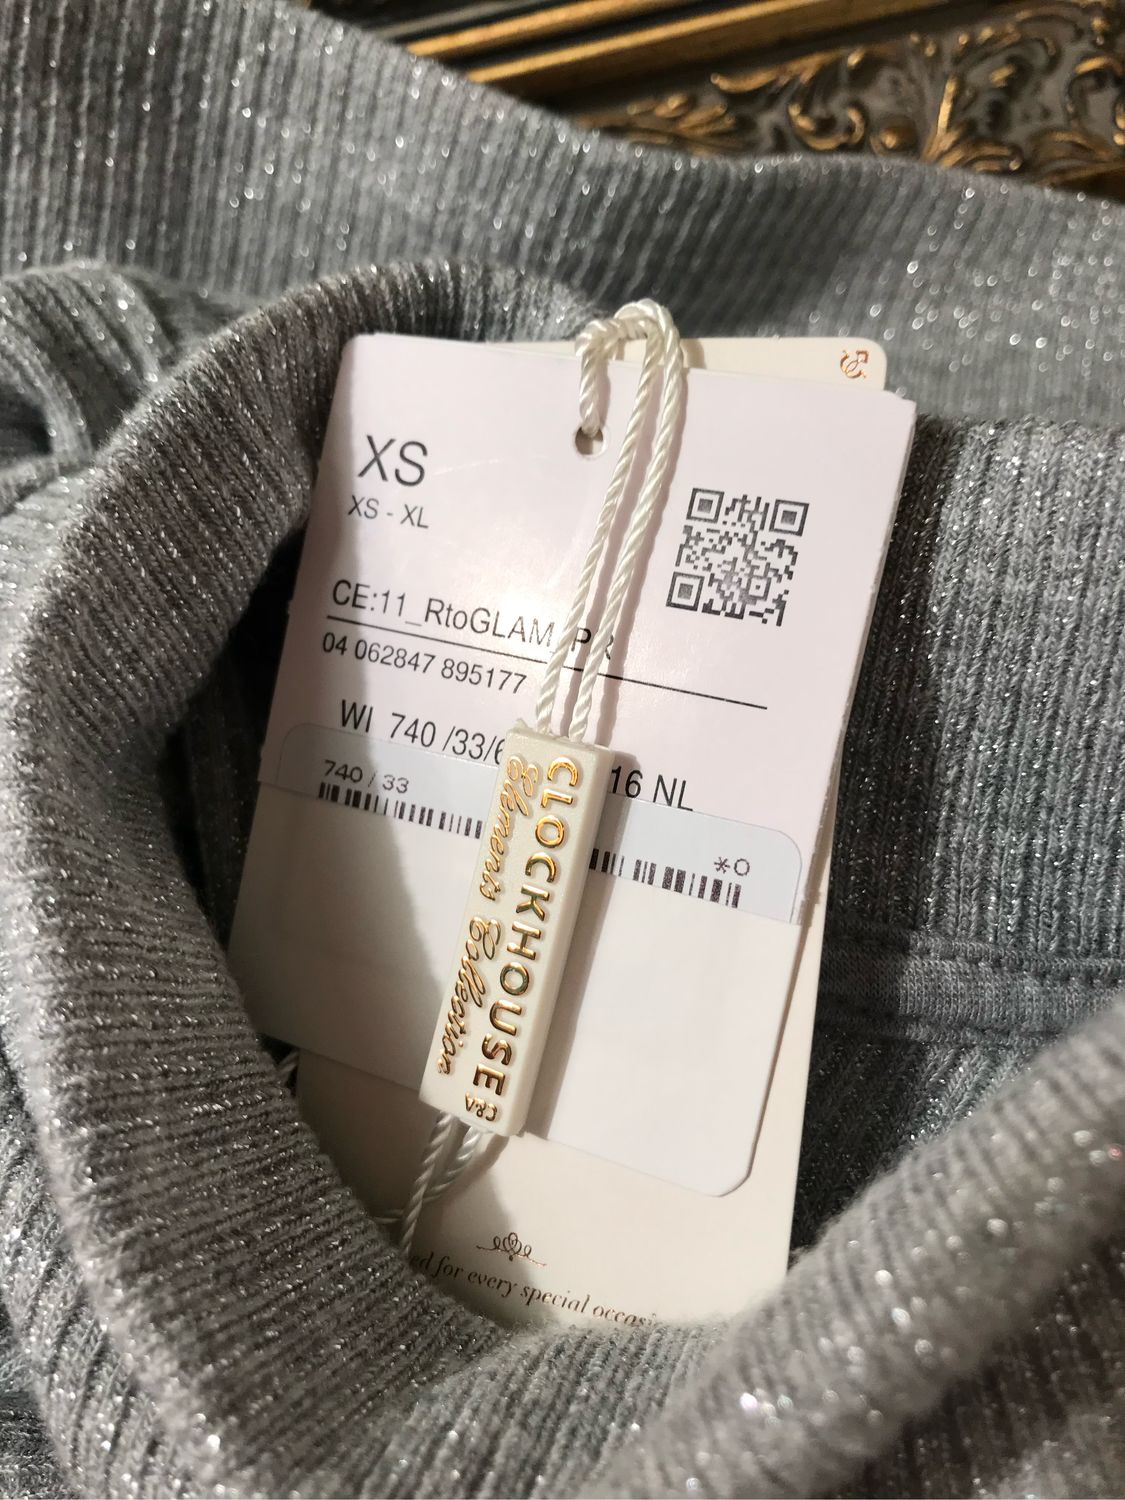 XS
XS - XL
CE:11_RtoGLAM
04 062847 895177
WI 740 /33/
16 NL
740 / 33
*0
CLOCKHOUSE C&A
Elements Collection
for every special